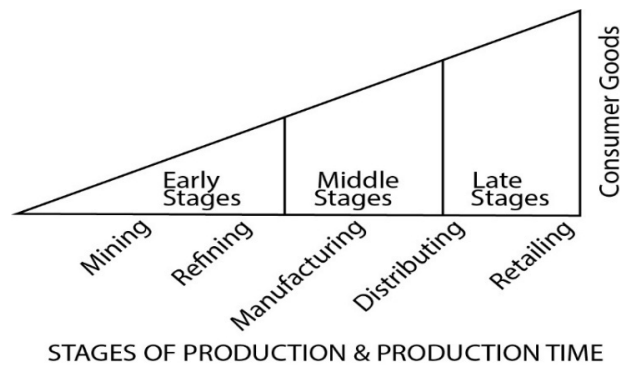 Early
Stages
Middle
Stages
Late
Stages
Consumer Goods
Mining
Refining
Manufacturing
Distributing
Retailing
STAGES OF PRODUCTION & PRODUCTION TIME